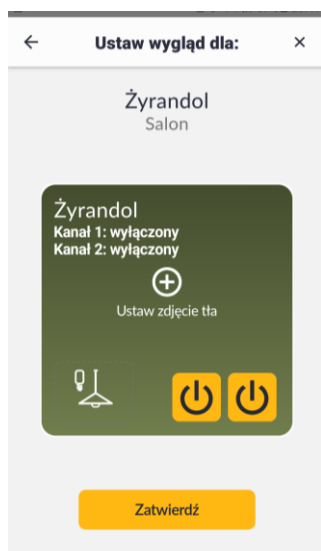 Ustaw wygląd dla:
Żyrandol
Salon
Żyrandol
Kanał 1: wyłączony
Kanał 2: wyłączony
Ustaw zdjęcie tła
Zatwierdź